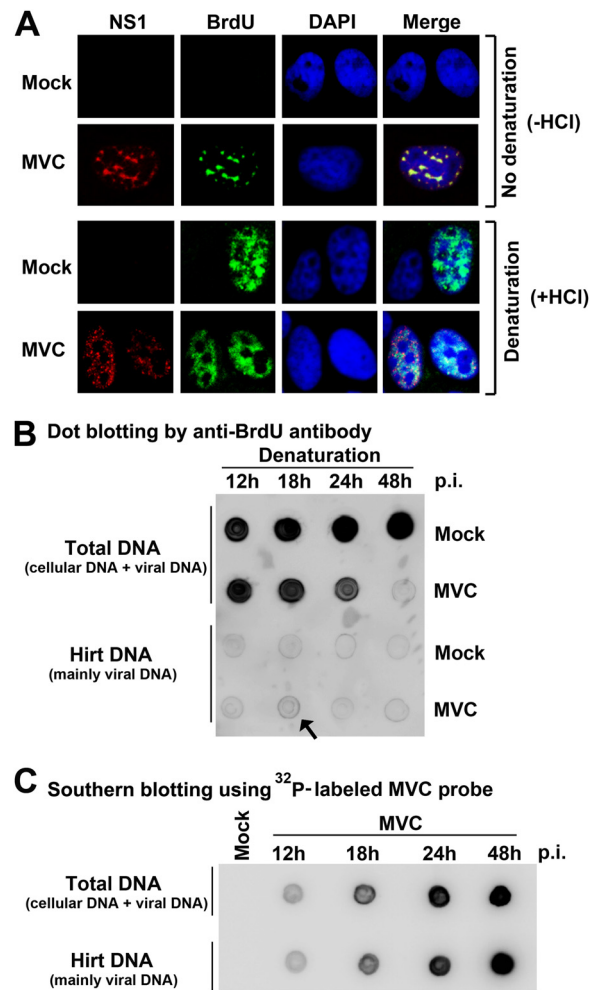 A
NS1 BrdU DAPI Merge
Mock
MVC
No denaturation
(-HCl)
Mock
MVC
Denaturation
(+HCl)
B Dot blotting by anti-BrdU antibody
Denaturation
12h 18h 24h 48h p.i.
Total DNA
(cellular DNA + viral DNA)
Mock
MVC
Hirt DNA
(mainly viral DNA)
Mock
MVC
C Southern blotting using 32P-labeled MVC probe
Mock
MVC
12h 18h 24h 48h p.i.
Total DNA
(cellular DNA + viral DNA)
Hirt DNA
(mainly viral DNA)